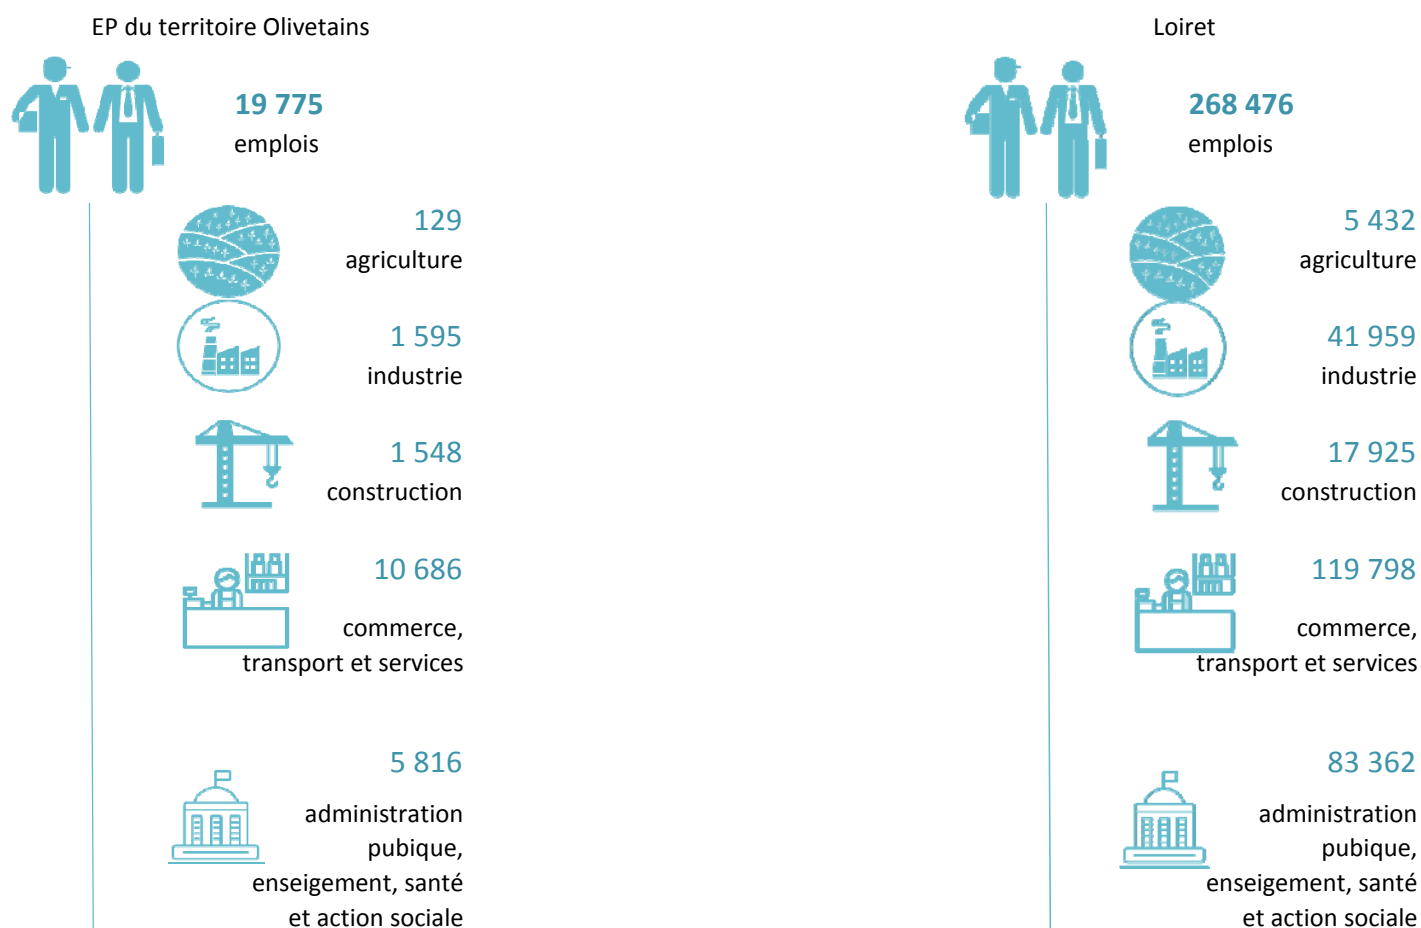 EP du territoire Olivetains
19 775
emplois
129
agriculture
1 595
industrie
1 548
construction
10 686
commerce,
transport et services
5 816
administration
pubique,
enseigement, santé
et action sociale
Loiret
268 476
emplois
5 432
agriculture
41 959
industrie
17 925
construction
119 798
commerce,
transport et services
83 362
administration
pubique,
enseigement, santé
et action sociale